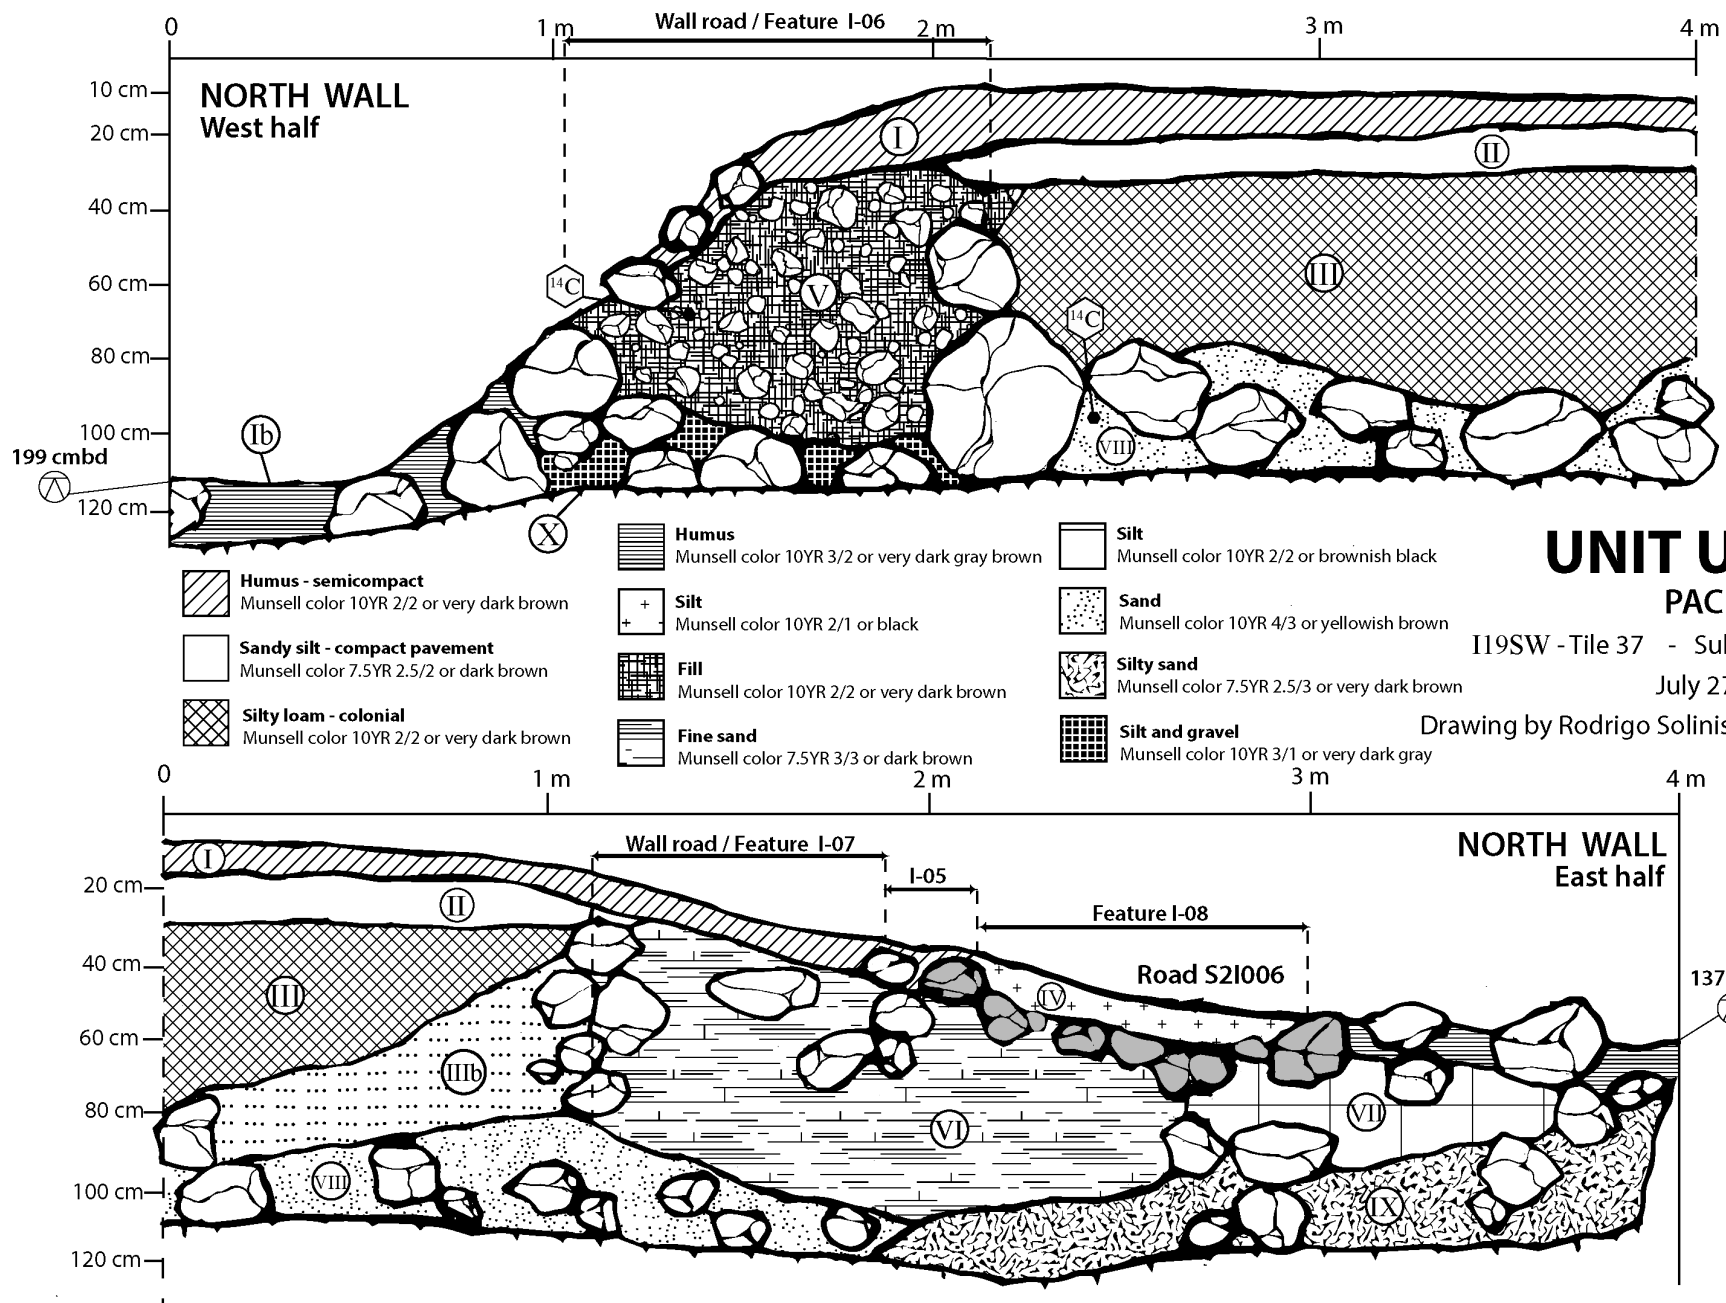 0
1 m
Wall road / Feature I-06
2 m
3 m
4 m
10 cm
20 cm
40 cm
60 cm
80 cm
100 cm
120 cm
NORTH WALL
West half
I
II
III
V
14C
14C
VIII
Ib
X
199 cmbd
Humus - semicompact
Munsell color 10YR 2/2 or very dark brown
Sandy silt - compact pavement
Munsell color 7.5YR 2.5/2 or dark brown
Silty loam - colonial
Munsell color 10YR 2/2 or very dark brown
Humus
Munsell color 10YR 3/2 or very dark gray brown
Silt
Munsell color 10YR 2/1 or black
Fill
Munsell color 10YR 2/2 or very dark brown
Fine sand
Munsell color 7.5YR 3/3 or dark brown
Silt
Munsell color 10YR 2/2 or brownish black
Sand
Munsell color 10YR 4/3 or yellowish brown
Silty sand
Munsell color 7.5YR 2.5/3 or very dark brown
Silt and gravel
Munsell color 10YR 3/1 or very dark gray
UNIT U
PAC
I19SW - Tile 37 - Sul
July 27
Drawing by Rodrigo Solinis
0
1 m
2 m
3 m
4 m
20 cm
40 cm
60 cm
80 cm
100 cm
120 cm
Wall road / Feature I-07
I-05
Feature I-08
NORTH WALL
East half
Road S2I006
137
I
II
III
IIIb
IV
VI
VII
VIII
IX